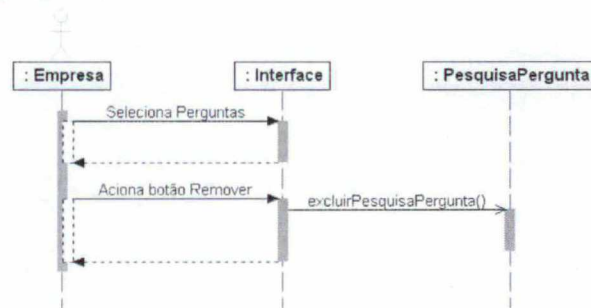 : Empresa
: Interface
: PesquisaPergunta
Seleciona Perguntas
Aciona botão Remover
excluirPesquisaPergunta()